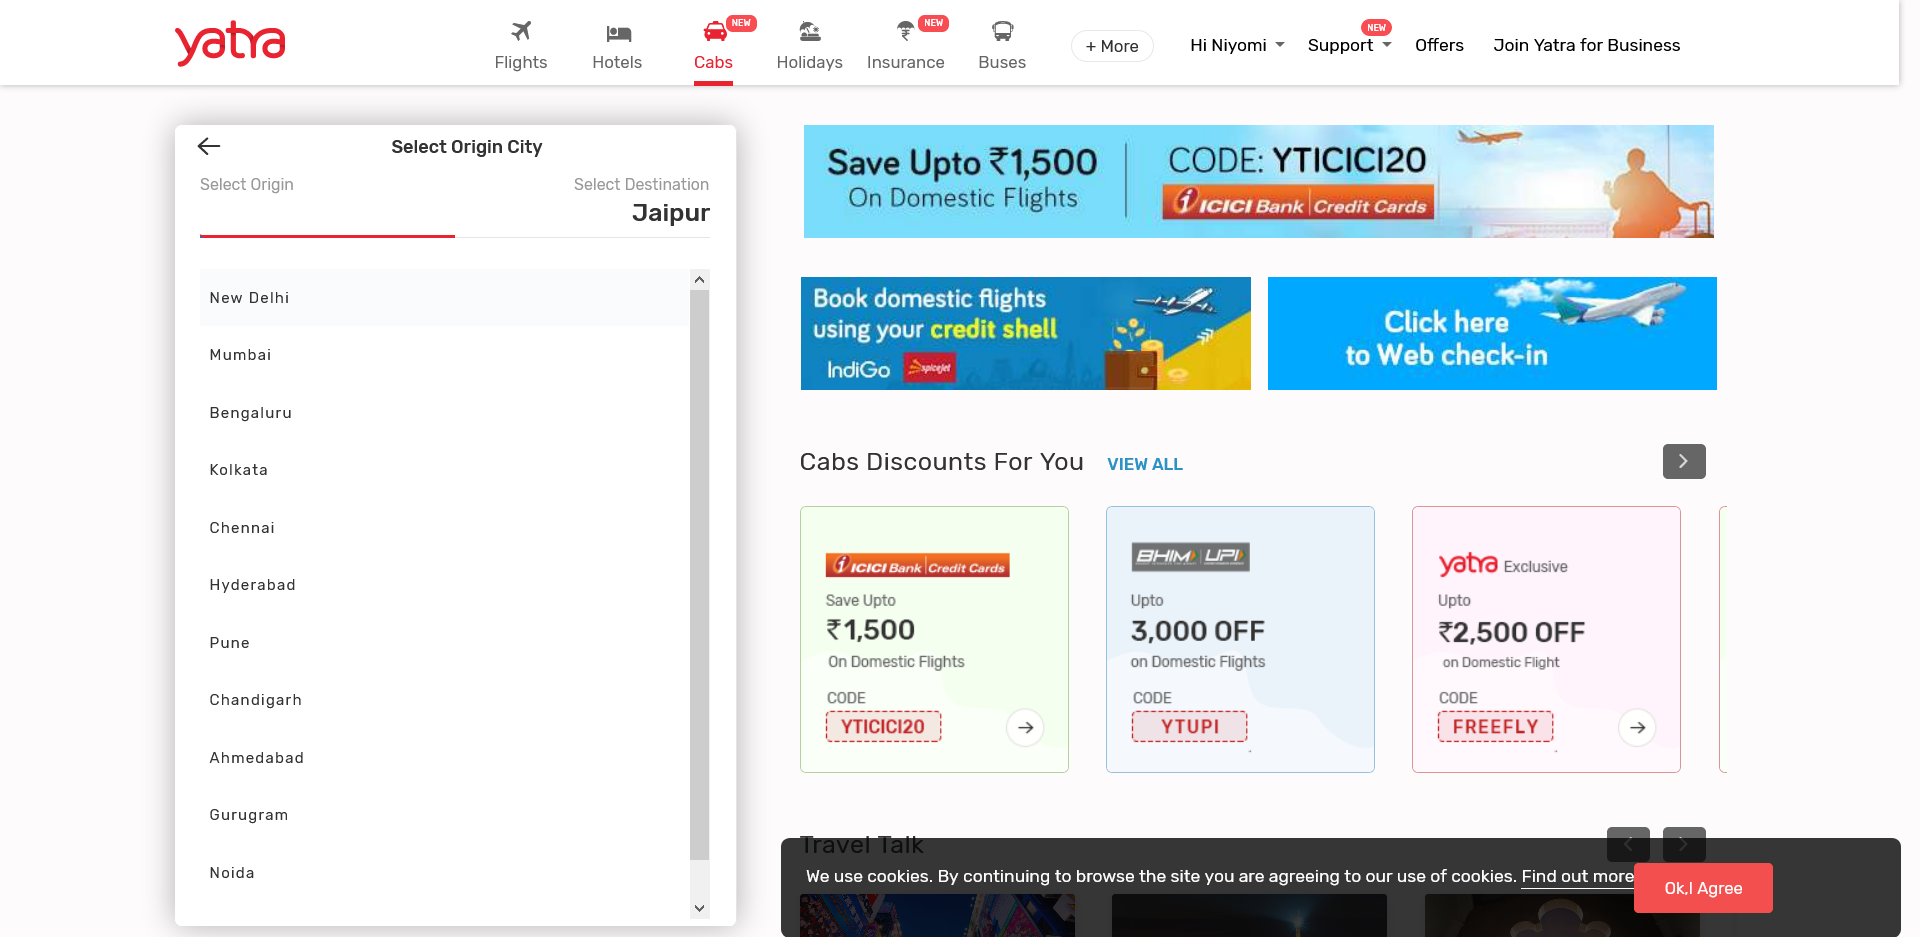 yatra
Flights
Hotels
NEW
Cabs
Holidays
NEW
Insurance
Buses
+ More
Hi Niyomi
NEW
Support
Offers
Join Yatra for Business
Select Origin City
Select Origin
Select Destination
Jaipur
New Delhi
Mumbai
Bengaluru
Kolkata
Chennai
Hyderabad
Pune
Chandigarh
Ahmedabad
Gurugram
Noida
Save Upto ₹1,500
On Domestic Flights
CODE: YTICICI20
ICICI Bank Credit Cards
Book domestic flights
using your credit shell
IndiGo spicejet
Click here
to Web check-in
Cabs Discounts For You VIEW ALL
ICICI Bank Credit Cards
Save Upto
₹1,500
On Domestic Flights
CODE
YTICICI20
BHIM UPI
Upto
3,000 OFF
on Domestic Flights
CODE
YTUPI
yatra Exclusive
Upto
₹2,500 OFF
on Domestic Flight
CODE
FREEFLY
Travel Talk
We use cookies. By continuing to browse the site you are agreeing to our use of cookies. Find out more
Ok,I Agree